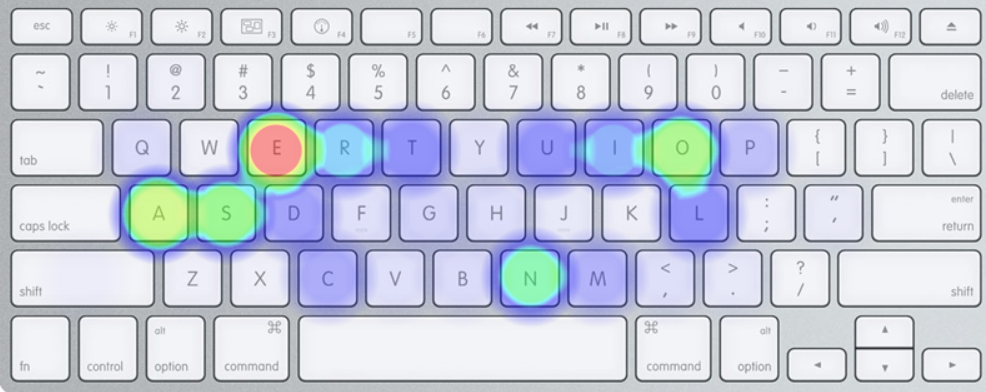 esc F1 F2 F3 F4 F5 F6 F7 F8 F9 F10 F11 F12
~ ! @ # $ % ^ & * ( ) _ +
` 1 2 3 4 5 6 7 8 9 0 - = delete
{ } |
tab Q W E R T Y U I O P [ ] \
: " enter
caps lock A S D F G H J K L ; ' return
< > ?
shift Z X C V B N M , . / shift
alt ⌘ ⌘ alt
fn control option command command option